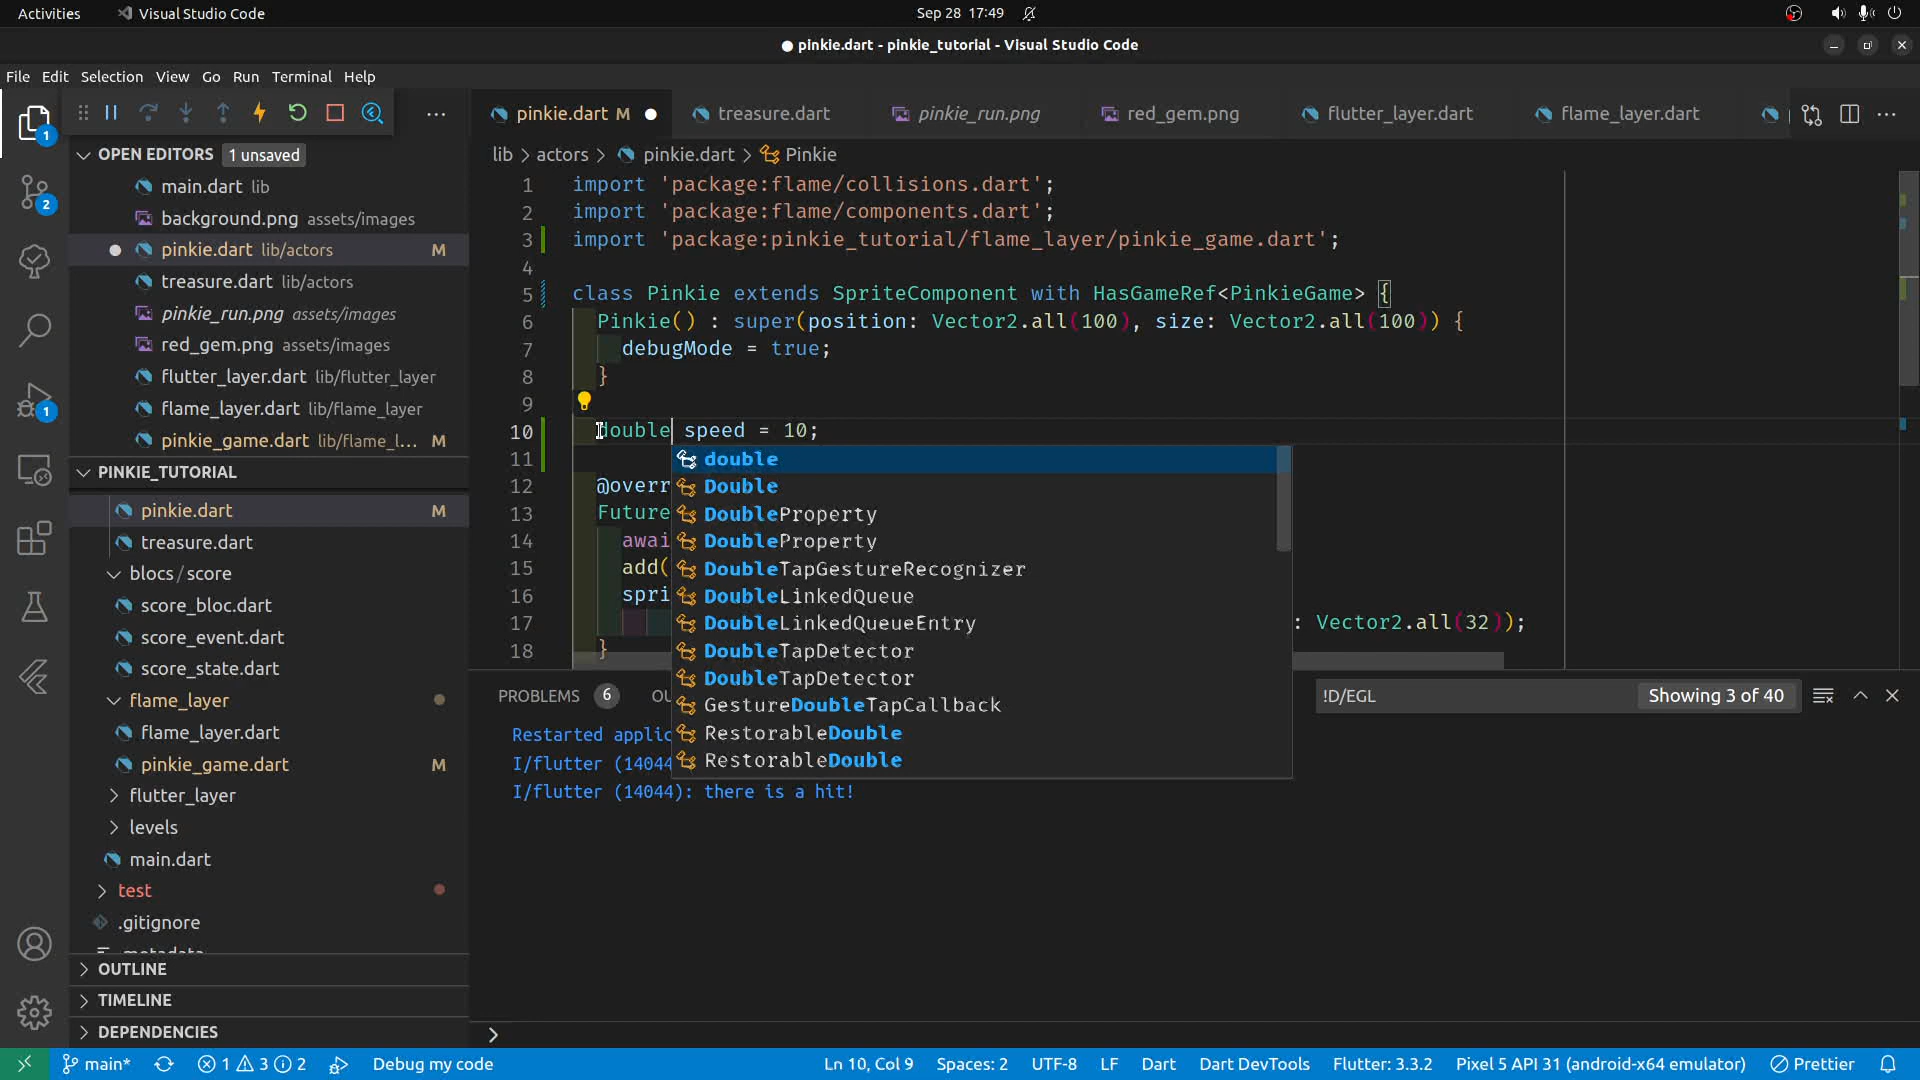 Activities
Visual Studio Code
Sep 28 17:49
● pinkie.dart - pinkie_tutorial - Visual Studio Code
File Edit Selection View Go Run Terminal Help
pinkie.dart M
treasure.dart
pinkie_run.png
red_gem.png
flutter_layer.dart
flame_layer.dart
OPEN EDITORS 1 unsaved
main.dart lib
background.png assets/images
pinkie.dart lib/actors M
treasure.dart lib/actors
pinkie_run.png assets/images
red_gem.png assets/images
flutter_layer.dart lib/flutter_layer
flame_layer.dart lib/flame_layer
pinkie_game.dart lib/flame_l... M
PINKIE_TUTORIAL
pinkie.dart M
treasure.dart
blocs / score
score_bloc.dart
score_event.dart
score_state.dart
flame_layer
flame_layer.dart
pinkie_game.dart M
flutter_layer
levels
main.dart
test
.gitignore
OUTLINE
TIMELINE
DEPENDENCIES
1
2
1
lib > actors > pinkie.dart > Pinkie
1 import 'package:flame/collisions.dart';
2 import 'package:flame/components.dart';
3 import 'package:pinkie_tutorial/flame_layer/pinkie_game.dart';
4
5 class Pinkie extends SpriteComponent with HasGameRef<PinkieGame> {
6 Pinkie() : super(position: Vector2.all(100), size: Vector2.all(100)) {
7 debugMode = true;
8 }
9
10 double speed = 10;
11
12 @overr
13 Future
14 awai
15 add(
16 spri
17 : Vector2.all(32));
18 }
double
Double
DoubleProperty
DoubleProperty
DoubleTapGestureRecognizer
DoubleLinkedQueue
DoubleLinkedQueueEntry
DoubleTapDetector
DoubleTapDetector
GestureDoubleTapCallback
RestorableDouble
RestorableDouble
PROBLEMS 6 OU
!D/EGL Showing 3 of 40
Restarted applic
I/flutter (14044
I/flutter (14044): there is a hit!
>
main* 1 3 2 Debug my code
Ln 10, Col 9 Spaces: 2 UTF-8 LF Dart Dart DevTools Flutter: 3.3.2 Pixel 5 API 31 (android-x64 emulator) Prettier